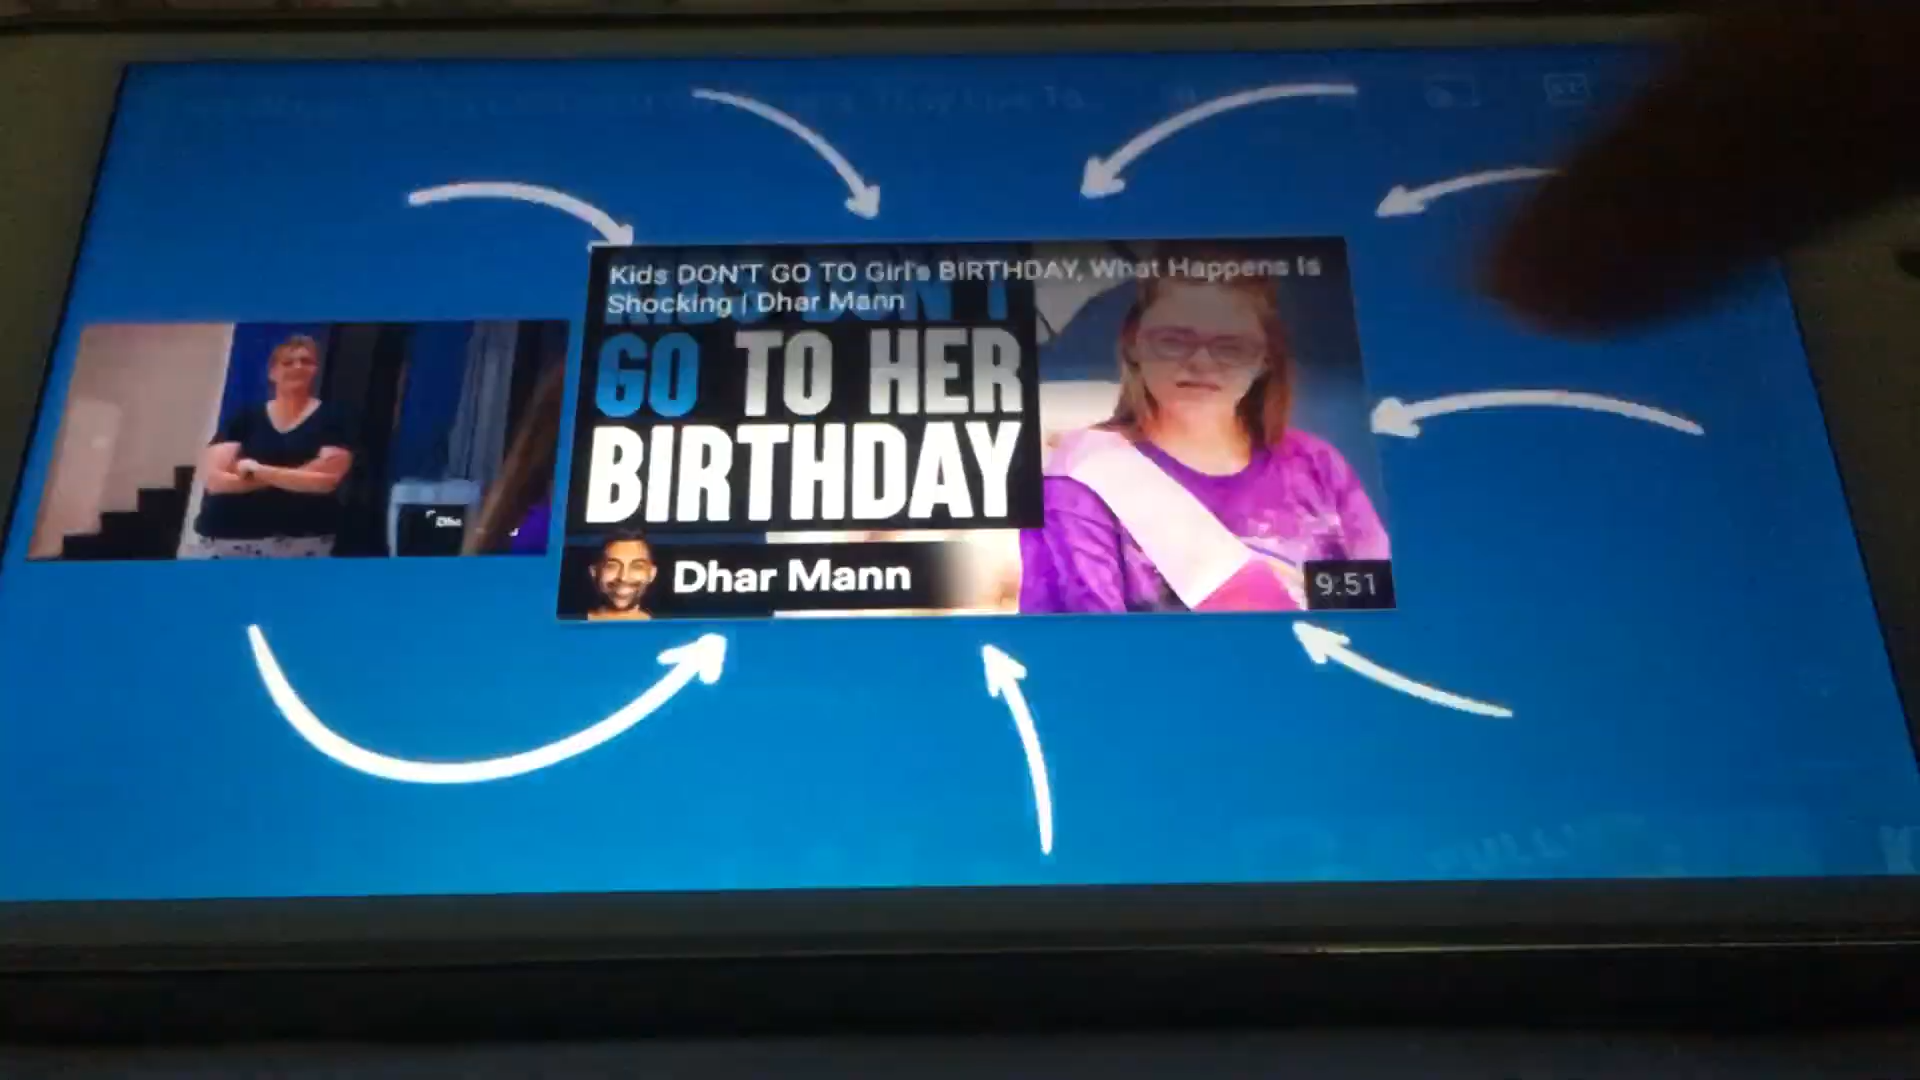 Kids DON'T GO TO Girl's BIRTHDAY, What Happens Is
Shocking | Dhar Mann
GO TO HER
BIRTHDAY
Dhar Mann
9:51